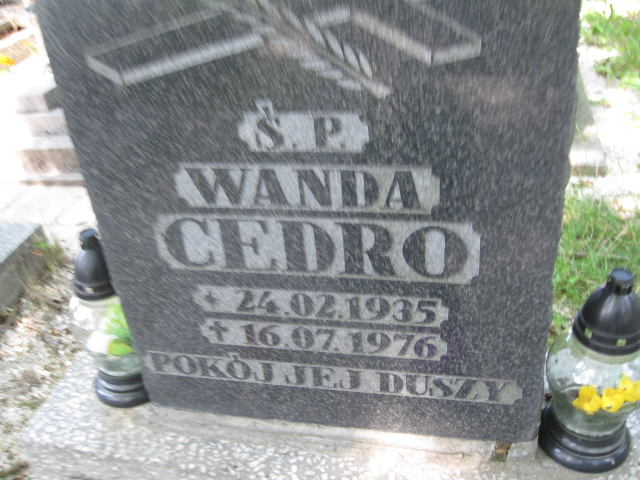 Ś. P.
WANDA
CEDRO
* 24.02.1935
† 16.07.1976
POKÓJ JEJ DUSZY